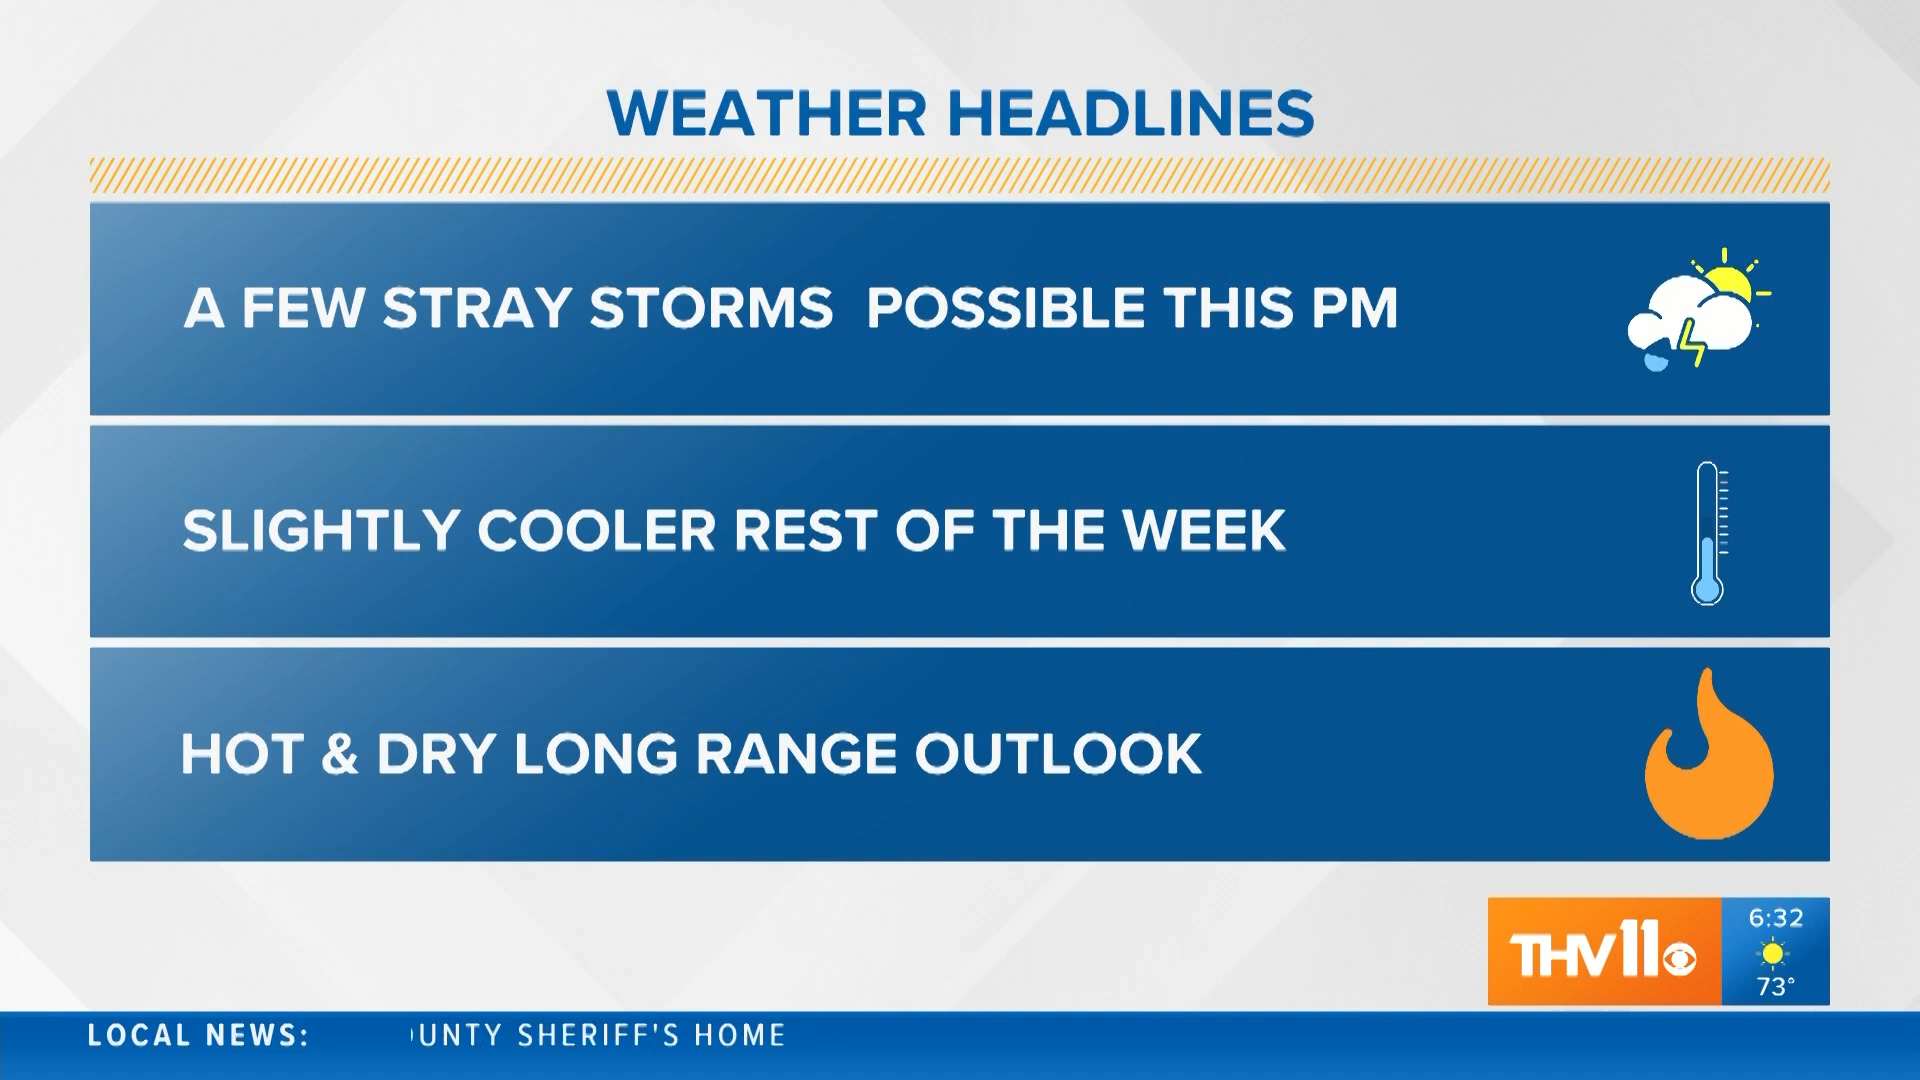 WEATHER HEADLINES
A FEW STRAY STORMS  POSSIBLE THIS PM
SLIGHTLY COOLER REST OF THE WEEK
HOT & DRY LONG RANGE OUTLOOK
THV11
6:32
73°
LOCAL NEWS: UNTY SHERIFF'S HOME